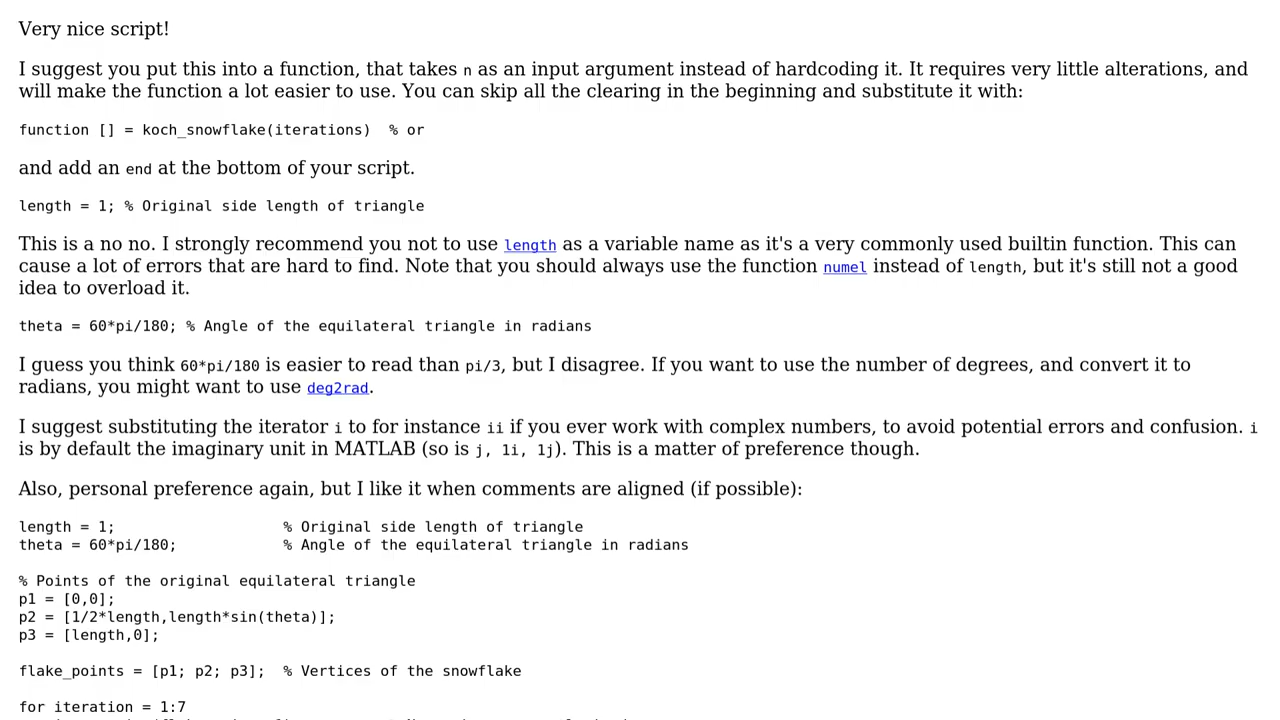 Very nice script!
I suggest you put this into a function, that takes n as an input argument instead of hardcoding it. It requires very little alterations, and
will make the function a lot easier to use. You can skip all the clearing in the beginning and substitute it with:
function [] = koch_snowflake(iterations)  % or
and add an end at the bottom of your script.
length = 1; % Original side length of triangle
This is a no no. I strongly recommend you not to use length as a variable name as it's a very commonly used builtin function. This can
cause a lot of errors that are hard to find. Note that you should always use the function numel instead of length, but it's still not a good
idea to overload it.
theta = 60*pi/180; % Angle of the equilateral triangle in radians
I guess you think 60*pi/180 is easier to read than pi/3, but I disagree. If you want to use the number of degrees, and convert it to
radians, you might want to use deg2rad.
I suggest substituting the iterator i to for instance ii if you ever work with complex numbers, to avoid potential errors and confusion. i
is by default the imaginary unit in MATLAB (so is j, 1i, 1j). This is a matter of preference though.
Also, personal preference again, but I like it when comments are aligned (if possible):
length = 1;                   % Original side length of triangle
theta = 60*pi/180;            % Angle of the equilateral triangle in radians
% Points of the original equilateral triangle
p1 = [0,0];
p2 = [1/2*length,length*sin(theta)];
p3 = [length,0];
flake_points = [p1; p2; p3];  % Vertices of the snowflake
for iteration = 1:7